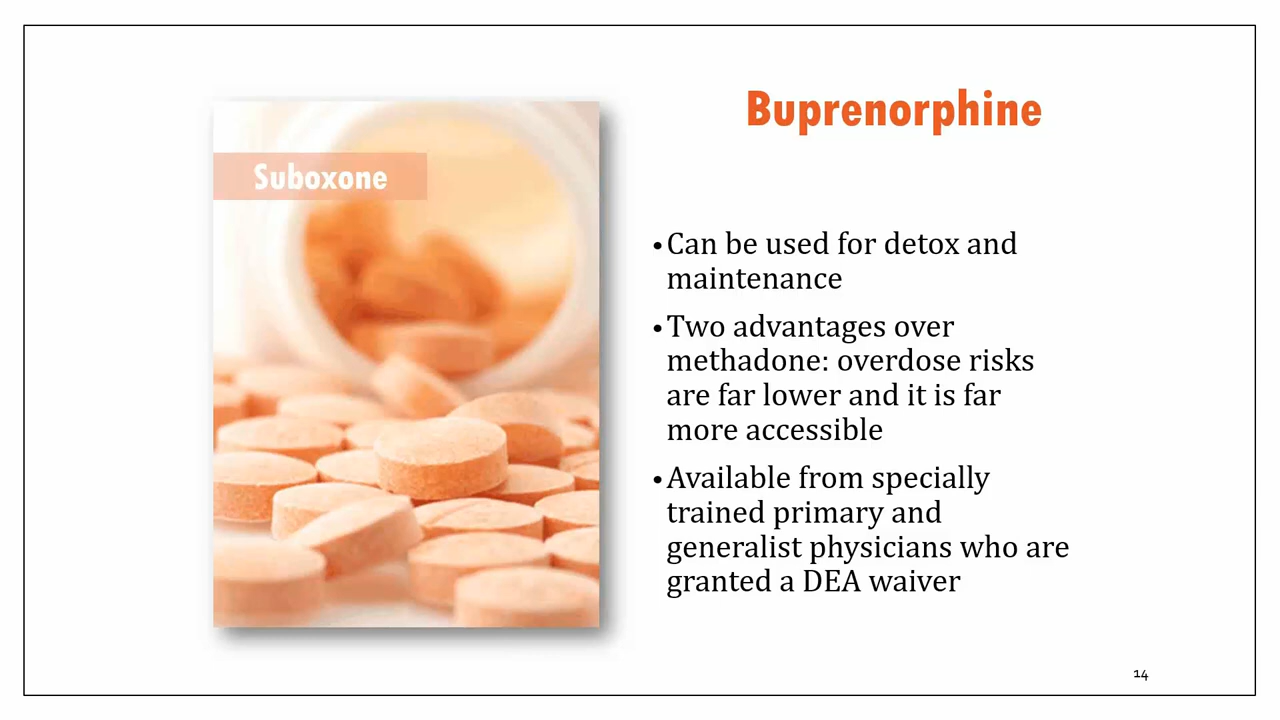 Buprenorphine
Suboxone
•Can be used for detox and
maintenance
•Two advantages over
methadone: overdose risks
are far lower and it is far
more accessible
•Available from specially
trained primary and
generalist physicians who are
granted a DEA waiver
14